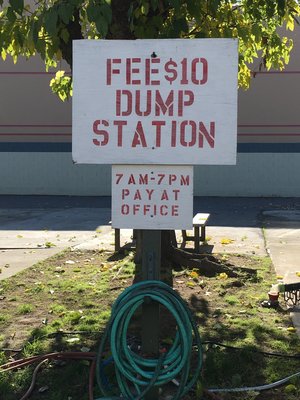 FEE $10
DUMP
STATION
7AM-7PM
PAY AT
OFFICE